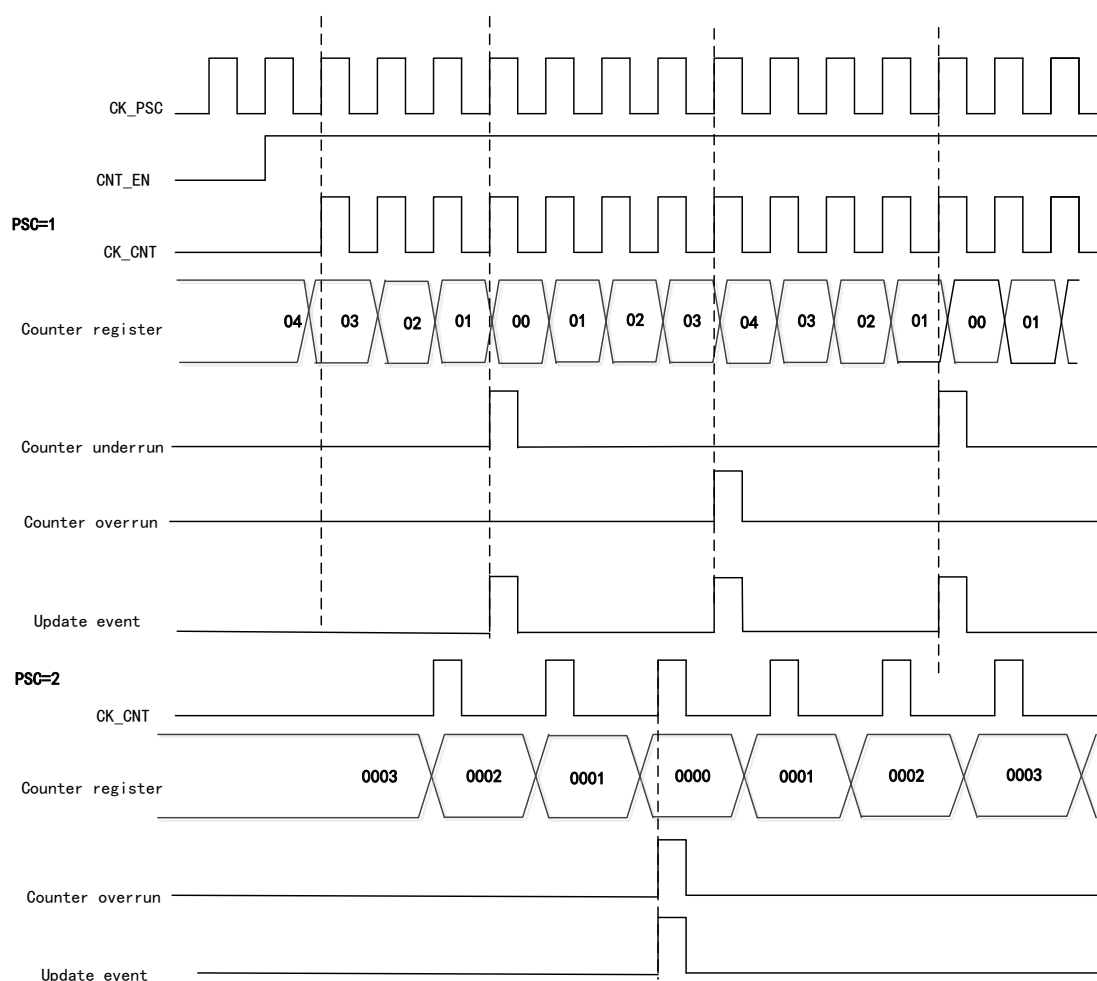 CK_PSC
CNT_EN
PSC=1
CK_CNT
Counter register 04 03 02 01 00 01 02 03 04 03 02 01 00 01
Counter underrun
Counter overrun
Update event
PSC=2
CK_CNT
Counter register 0003 0002 0001 0000 0001 0002 0003
Counter overrun
Update event